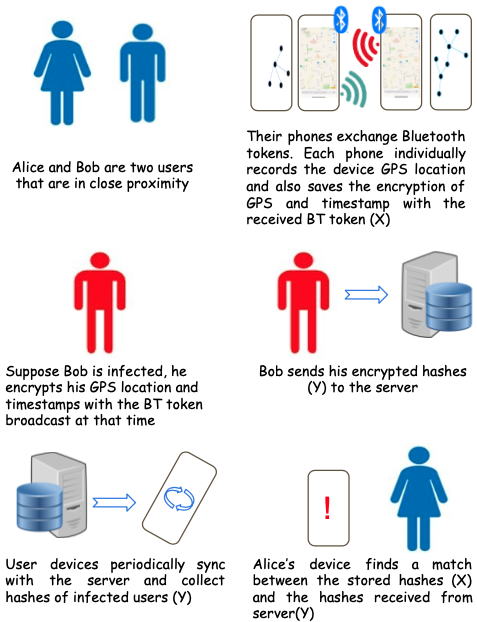 Alice and Bob are two users
that are in close proximity
Their phones exchange Bluetooth
tokens. Each phone individually
records the device GPS location
and also saves the encryption of
GPS and timestamp with the
received BT token (X)
Suppose Bob is infected, he
encrypts his GPS location and
timestamps with the BT token
broadcast at that time
Bob sends his encrypted hashes
(Y) to the server
User devices periodically sync
with the server and collect
hashes of infected users (Y)
!
Alice's device finds a match
between the stored hashes (X)
and the hashes received from
server(Y)